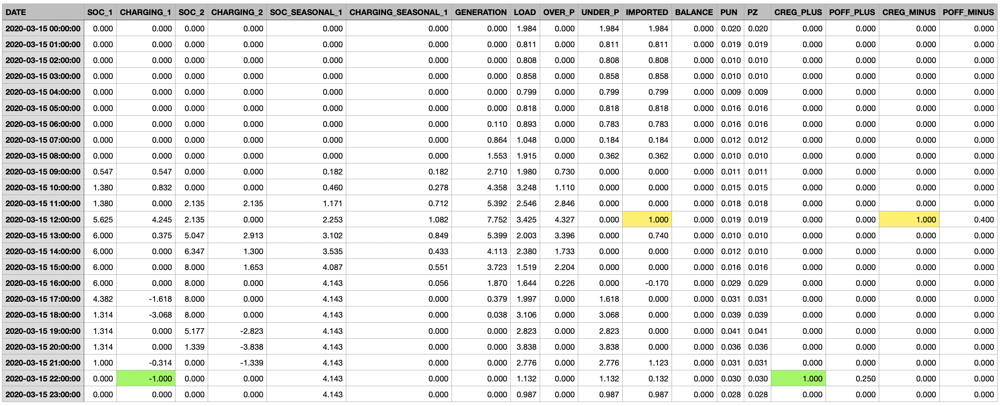 DATE SOC_1 CHARGING_1 SOC_2 CHARGING_2 SOC_SEASONAL_1 CHARGING_SEASONAL_1 GENERATION LOAD OVER_P UNDER_P IMPORTED BALANCE PUN PZ CREG_PLUS POFF_PLUS CREG_MINUS POFF_MINUS
2020-03-15 00:00:00 0.000 0.000 0.000 0.000 0.000 0.000 0.000 1.984 0.000 1.984 1.984 0.000 0.020 0.020 0.000 0.000 0.000 0.000
2020-03-15 01:00:00 0.000 0.000 0.000 0.000 0.000 0.000 0.000 0.811 0.000 0.811 0.811 0.000 0.019 0.019 0.000 0.000 0.000 0.000
2020-03-15 02:00:00 0.000 0.000 0.000 0.000 0.000 0.000 0.000 0.808 0.000 0.808 0.808 0.000 0.010 0.010 0.000 0.000 0.000 0.000
2020-03-15 03:00:00 0.000 0.000 0.000 0.000 0.000 0.000 0.000 0.858 0.000 0.858 0.858 0.000 0.010 0.010 0.000 0.000 0.000 0.000
2020-03-15 04:00:00 0.000 0.000 0.000 0.000 0.000 0.000 0.000 0.799 0.000 0.799 0.799 0.000 0.009 0.009 0.000 0.000 0.000 0.000
2020-03-15 05:00:00 0.000 0.000 0.000 0.000 0.000 0.000 0.000 0.818 0.000 0.818 0.818 0.000 0.016 0.016 0.000 0.000 0.000 0.000
2020-03-15 06:00:00 0.000 0.000 0.000 0.000 0.000 0.000 0.110 0.893 0.000 0.783 0.783 0.000 0.016 0.016 0.000 0.000 0.000 0.000
2020-03-15 07:00:00 0.000 0.000 0.000 0.000 0.000 0.000 0.864 1.048 0.000 0.184 0.184 0.000 0.012 0.012 0.000 0.000 0.000 0.000
2020-03-15 08:00:00 0.000 0.000 0.000 0.000 0.000 0.000 1.553 1.915 0.000 0.362 0.362 0.000 0.010 0.010 0.000 0.000 0.000 0.000
2020-03-15 09:00:00 0.547 0.547 0.000 0.000 0.182 0.182 2.710 1.980 0.730 0.000 0.000 0.000 0.011 0.011 0.000 0.000 0.000 0.000
2020-03-15 10:00:00 1.380 0.832 0.000 0.000 0.460 0.278 4.358 3.248 1.110 0.000 0.000 0.000 0.015 0.015 0.000 0.000 0.000 0.000
2020-03-15 11:00:00 1.380 0.000 2.135 2.135 1.171 0.712 5.392 2.546 2.846 0.000 0.000 0.000 0.018 0.018 0.000 0.000 0.000 0.000
2020-03-15 12:00:00 5.625 4.245 2.135 0.000 2.253 1.082 7.752 3.425 4.327 0.000 1.000 0.000 0.019 0.019 0.000 0.000 1.000 0.400
2020-03-15 13:00:00 6.000 0.375 5.047 2.913 3.102 0.849 5.399 2.003 3.396 0.000 0.740 0.000 0.010 0.010 0.000 0.000 0.000 0.000
2020-03-15 14:00:00 6.000 0.000 6.347 1.300 3.535 0.433 4.113 2.380 1.733 0.000 0.000 0.000 0.012 0.010 0.000 0.000 0.000 0.000
2020-03-15 15:00:00 6.000 0.000 8.000 1.653 4.087 0.551 3.723 1.519 2.204 0.000 0.000 0.000 0.016 0.016 0.000 0.000 0.000 0.000
2020-03-15 16:00:00 6.000 0.000 8.000 0.000 4.143 0.056 1.870 1.644 0.226 0.000 -0.170 0.000 0.029 0.029 0.000 0.000 0.000 0.000
2020-03-15 17:00:00 4.382 -1.618 8.000 0.000 4.143 0.000 0.379 1.997 0.000 1.618 0.000 0.000 0.031 0.031 0.000 0.000 0.000 0.000
2020-03-15 18:00:00 1.314 -3.068 8.000 0.000 4.143 0.000 0.038 3.106 0.000 3.068 0.000 0.000 0.039 0.039 0.000 0.000 0.000 0.000
2020-03-15 19:00:00 1.314 0.000 5.177 -2.823 4.143 0.000 0.000 2.823 0.000 2.823 0.000 0.000 0.041 0.041 0.000 0.000 0.000 0.000
2020-03-15 20:00:00 1.314 0.000 1.339 -3.838 4.143 0.000 0.000 3.838 0.000 3.838 0.000 0.000 0.036 0.036 0.000 0.000 0.000 0.000
2020-03-15 21:00:00 1.000 -0.314 0.000 -1.339 4.143 0.000 0.000 2.776 0.000 2.776 1.123 0.000 0.031 0.031 0.000 0.000 0.000 0.000
2020-03-15 22:00:00 0.000 -1.000 0.000 0.000 4.143 0.000 0.000 1.132 0.000 1.132 0.132 0.000 0.030 0.030 1.000 0.250 0.000 0.000
2020-03-15 23:00:00 0.000 0.000 0.000 0.000 4.143 0.000 0.000 0.987 0.000 0.987 0.987 0.000 0.028 0.028 0.000 0.000 0.000 0.000